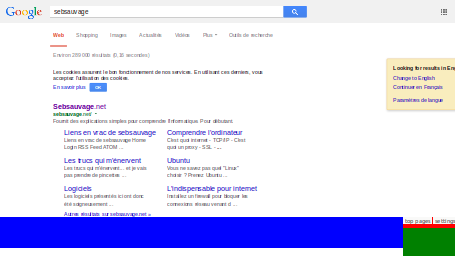 Google sebsauvage
Web Shopping Images Actualités Vidéos Plus Outils de recherche
Environ 269 000 résultats (0,18 secondes)
Looking for results in Eng
Les cookies assurent le bon fonctionnement de nos services. En utilisant ces derniers, vous
acceptez l'utilisation des cookies.
Change to English
En savoir plus OK
Continuer en Français
Paramètres de langue
Sebsauvage.net
sebsauvage.net/
Fournit des explications simples pour comprendre l'informatique. Pour débutant.
Liens en vrac de sebsauvage Comprendre l'ordinateur
Liens en vrac de sebsauvage Home C'est quoi internet - TCP/IP - C'est
Login RSS Feed ATOM ... quoi un proxy - SSL - ...
Les trucs qui m'énervent Ubuntu
Les trucs qui m'énervent... et je vais Vous ne savez pas quel "Linux"
pas prendre de pincettes ... choisir ? Prenez Ubuntu ...
Logiciels L'indispensable pour Internet
Les logiciels présentés ici ont donc Installez un firewall pour bloquer les
été soigneusement ... connexions réseau venant d ...
Autres résultats sur sebsauvage.net »
top pages settings